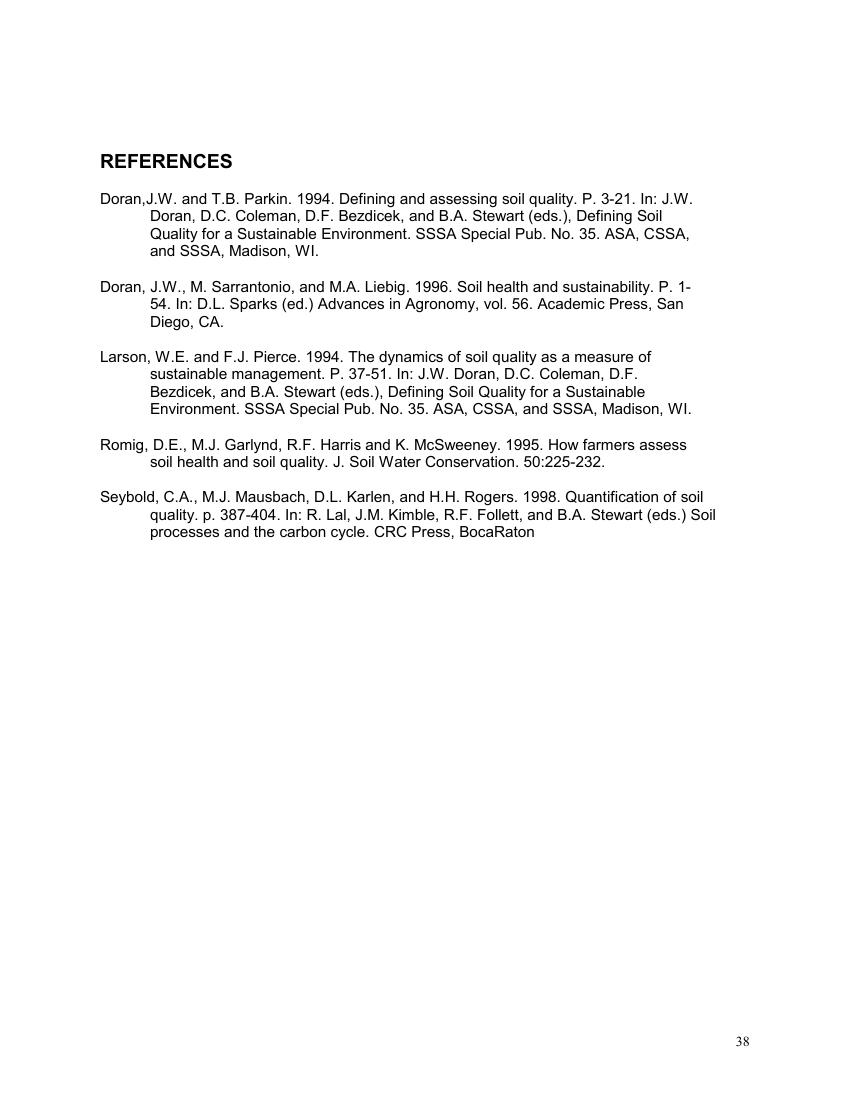 REFERENCES
Doran,J.W. and T.B. Parkin. 1994. Defining and assessing soil quality. P. 3-21. In: J.W.
Doran, D.C. Coleman, D.F. Bezdicek, and B.A. Stewart (eds.), Defining Soil
Quality for a Sustainable Environment. SSSA Special Pub. No. 35. ASA, CSSA,
and SSSA, Madison, WI.
Doran, J.W., M. Sarrantonio, and M.A. Liebig. 1996. Soil health and sustainability. P. 1-
54. In: D.L. Sparks (ed.) Advances in Agronomy, vol. 56. Academic Press, San
Diego, CA.
Larson, W.E. and F.J. Pierce. 1994. The dynamics of soil quality as a measure of
sustainable management. P. 37-51. In: J.W. Doran, D.C. Coleman, D.F.
Bezdicek, and B.A. Stewart (eds.), Defining Soil Quality for a Sustainable
Environment. SSSA Special Pub. No. 35. ASA, CSSA, and SSSA, Madison, WI.
Romig, D.E., M.J. Garlynd, R.F. Harris and K. McSweeney. 1995. How farmers assess
soil health and soil quality. J. Soil Water Conservation. 50:225-232.
Seybold, C.A., M.J. Mausbach, D.L. Karlen, and H.H. Rogers. 1998. Quantification of soil
quality. p. 387-404. In: R. Lal, J.M. Kimble, R.F. Follett, and B.A. Stewart (eds.) Soil
processes and the carbon cycle. CRC Press, BocaRaton
38